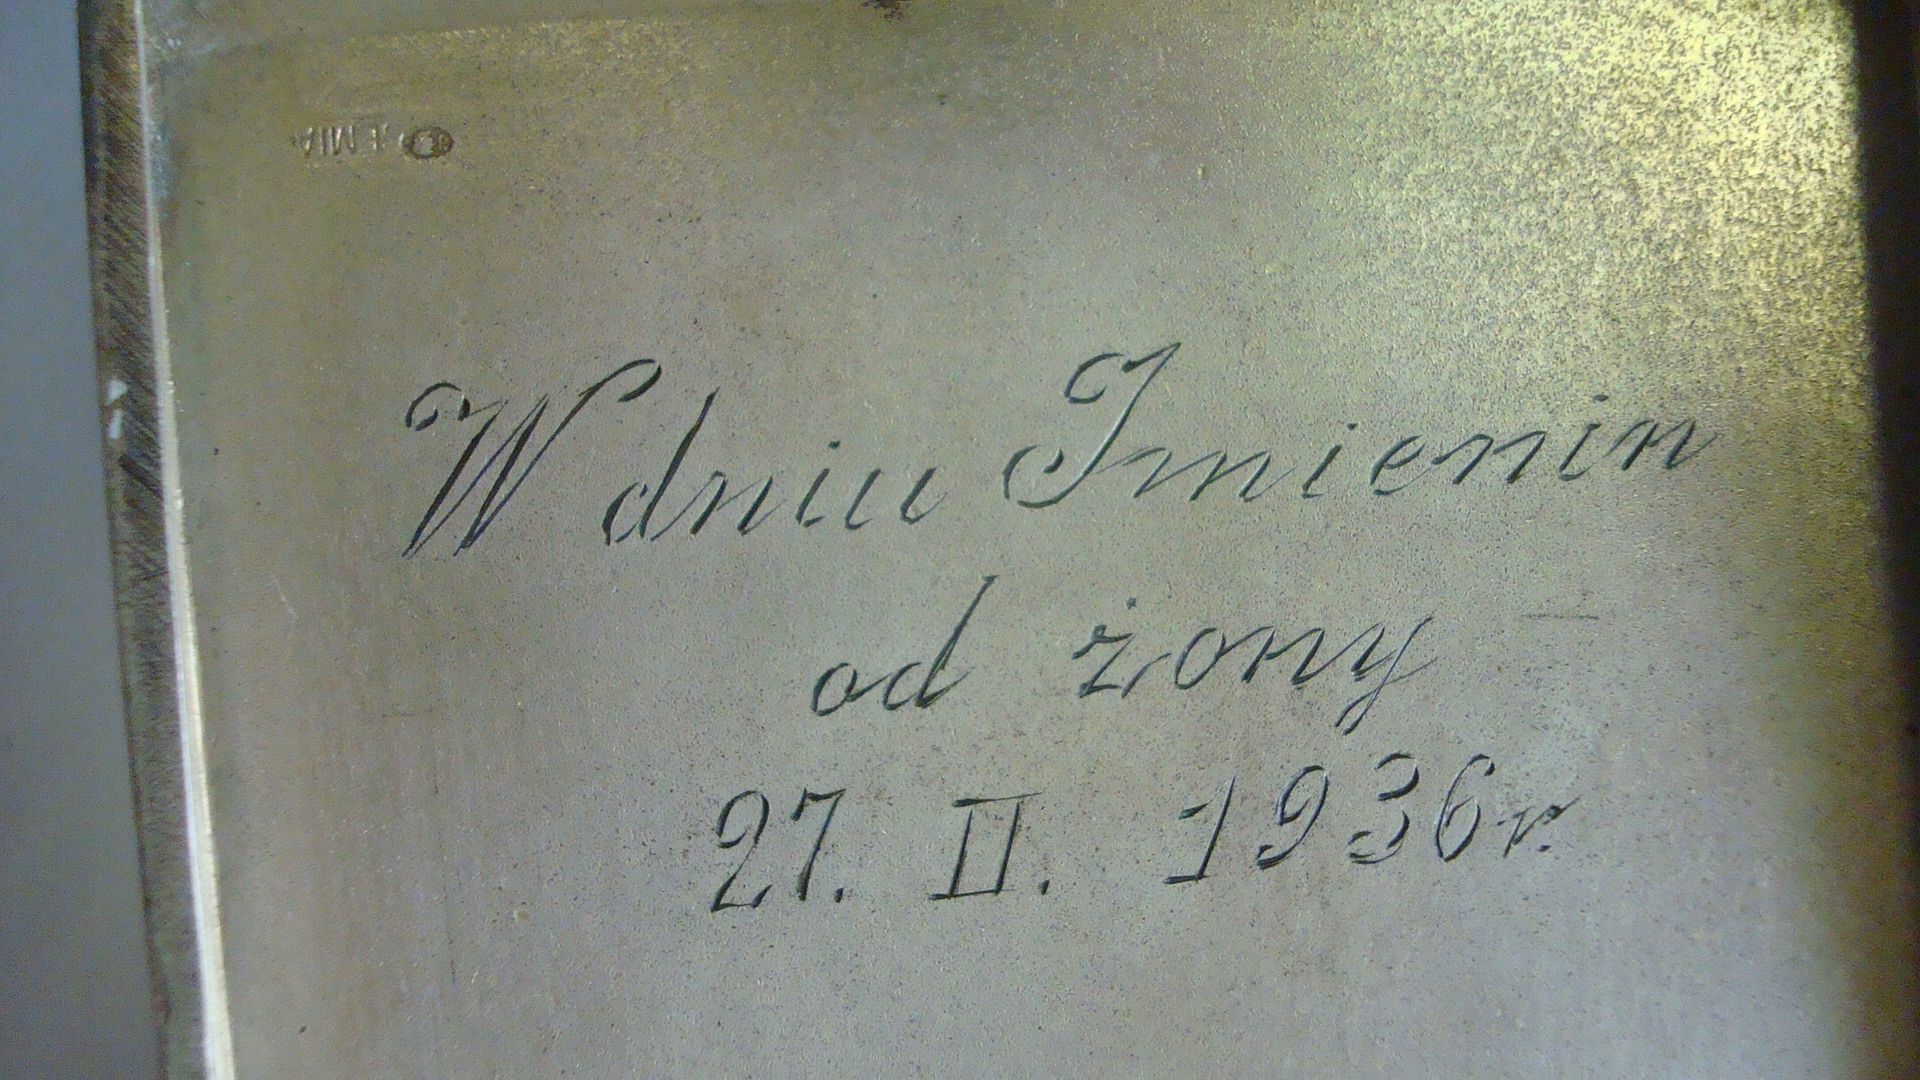 W dniu Imienin
od żony
27. II. 1936 r.